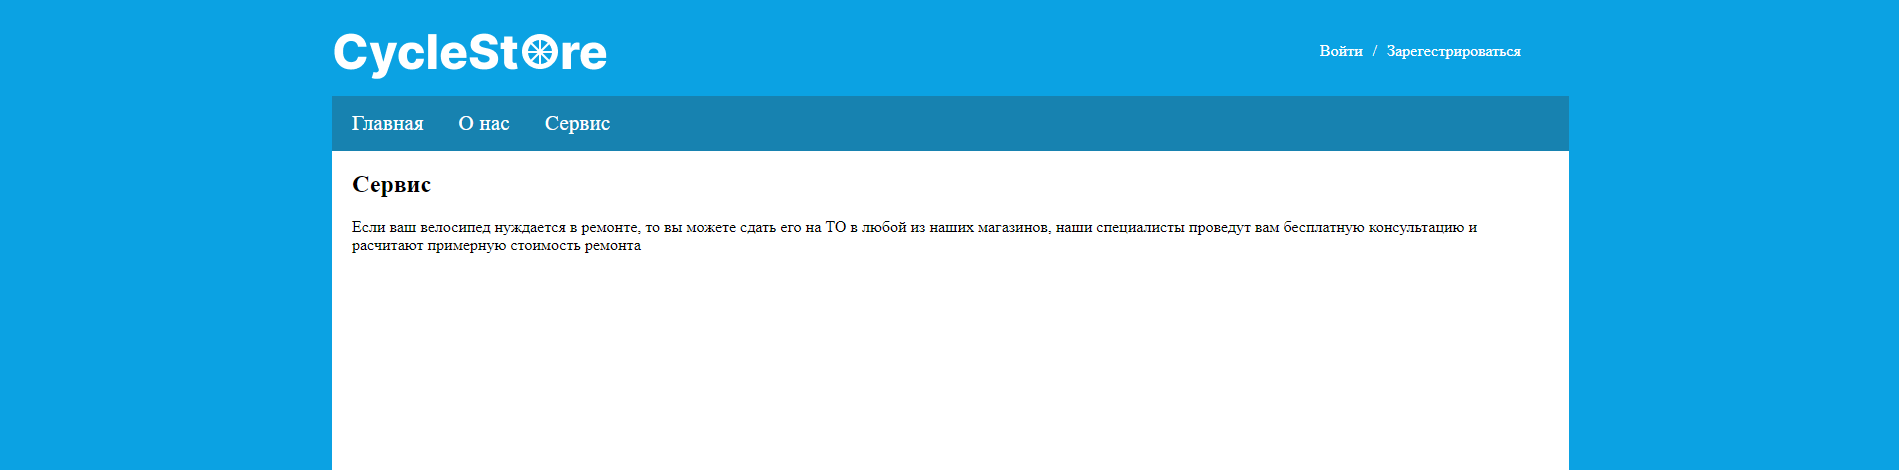 CycleStore
Войти / Зарегестрироваться
Главная О нас Сервис
Сервис
Если ваш велосипед нуждается в ремонте, то вы можете сдать его на ТО в любой из наших магазинов, наши специалисты проведут вам бесплатную консультацию и
расчитают примерную стоимость ремонта